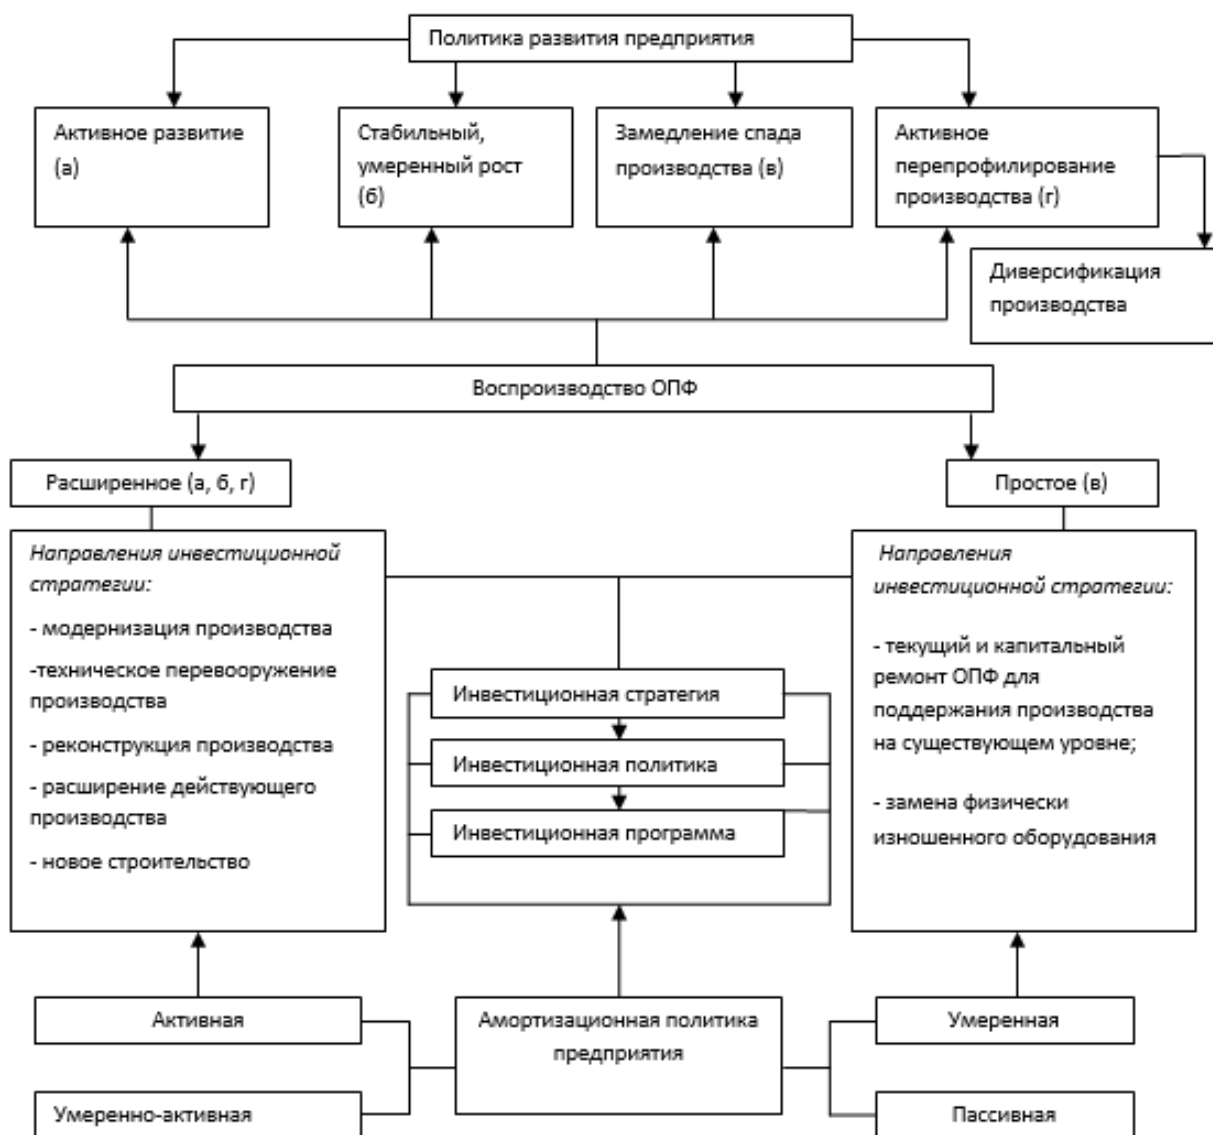 Политика развития предприятия
Активное развитие
(а)
Стабильный,
умеренный рост
(б)
Замедление спада
производства (в)
Активное
перепрофилирование
производства (г)
Диверсификация
производства
Воспроизводство ОПФ
Расширенное (а, б, г)
Простое (в)
Направления инвестиционной
стратегии:
- модернизация производства
-техническое перевооружение
производства
- реконструкция производства
- расширение действующего
производства
- новое строительство
Инвестиционная стратегия
Инвестиционная политика
Инвестиционная программа
Направления
инвестиционной стратегии:
- текущий и капитальный
ремонт ОПФ для
поддержания производства
на существующем уровне;
- замена физически
изношенного оборудования
Активная
Умеренно-активная
Амортизационная политика
предприятия
Умеренная
Пассивная